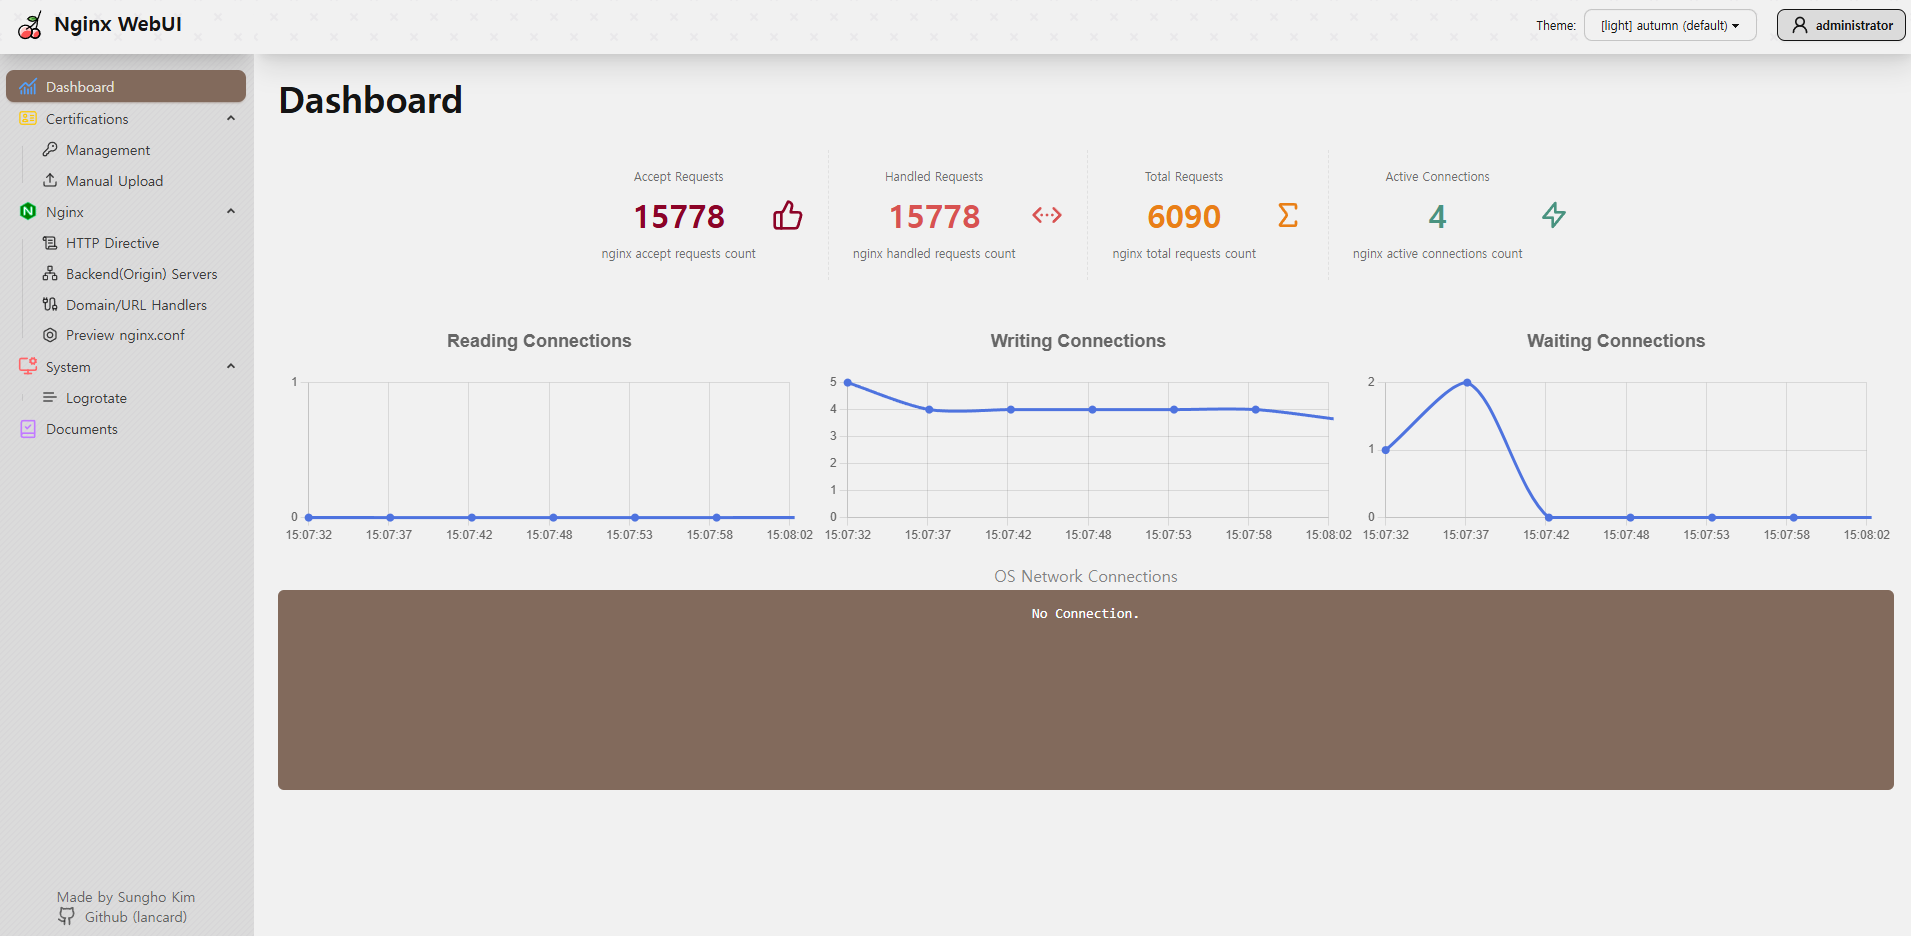 Nginx WebUI
Theme: [light] autumn (default)
administrator
Dashboard
Certifications
Management
Manual Upload
Nginx
HTTP Directive
Backend(Origin) Servers
Domain/URL Handlers
Preview nginx.conf
System
Logrotate
Documents
Made by Sungho Kim
Github (lancard)
Dashboard
Accept Requests
15778
nginx accept requests count
Handled Requests
15778
nginx handled requests count
Total Requests
6090
nginx total requests count
Active Connections
4
nginx active connections count
Reading Connections
1
0
15:07:32 15:07:37 15:07:42 15:07:48 15:07:53 15:07:58 15:08:02
Writing Connections
5
4
3
2
1
0
15:07:32 15:07:37 15:07:42 15:07:48 15:07:53 15:07:58 15:08:02
Waiting Connections
2
1
0
15:07:32 15:07:37 15:07:42 15:07:48 15:07:53 15:07:58 15:08:02
OS Network Connections
No Connection.